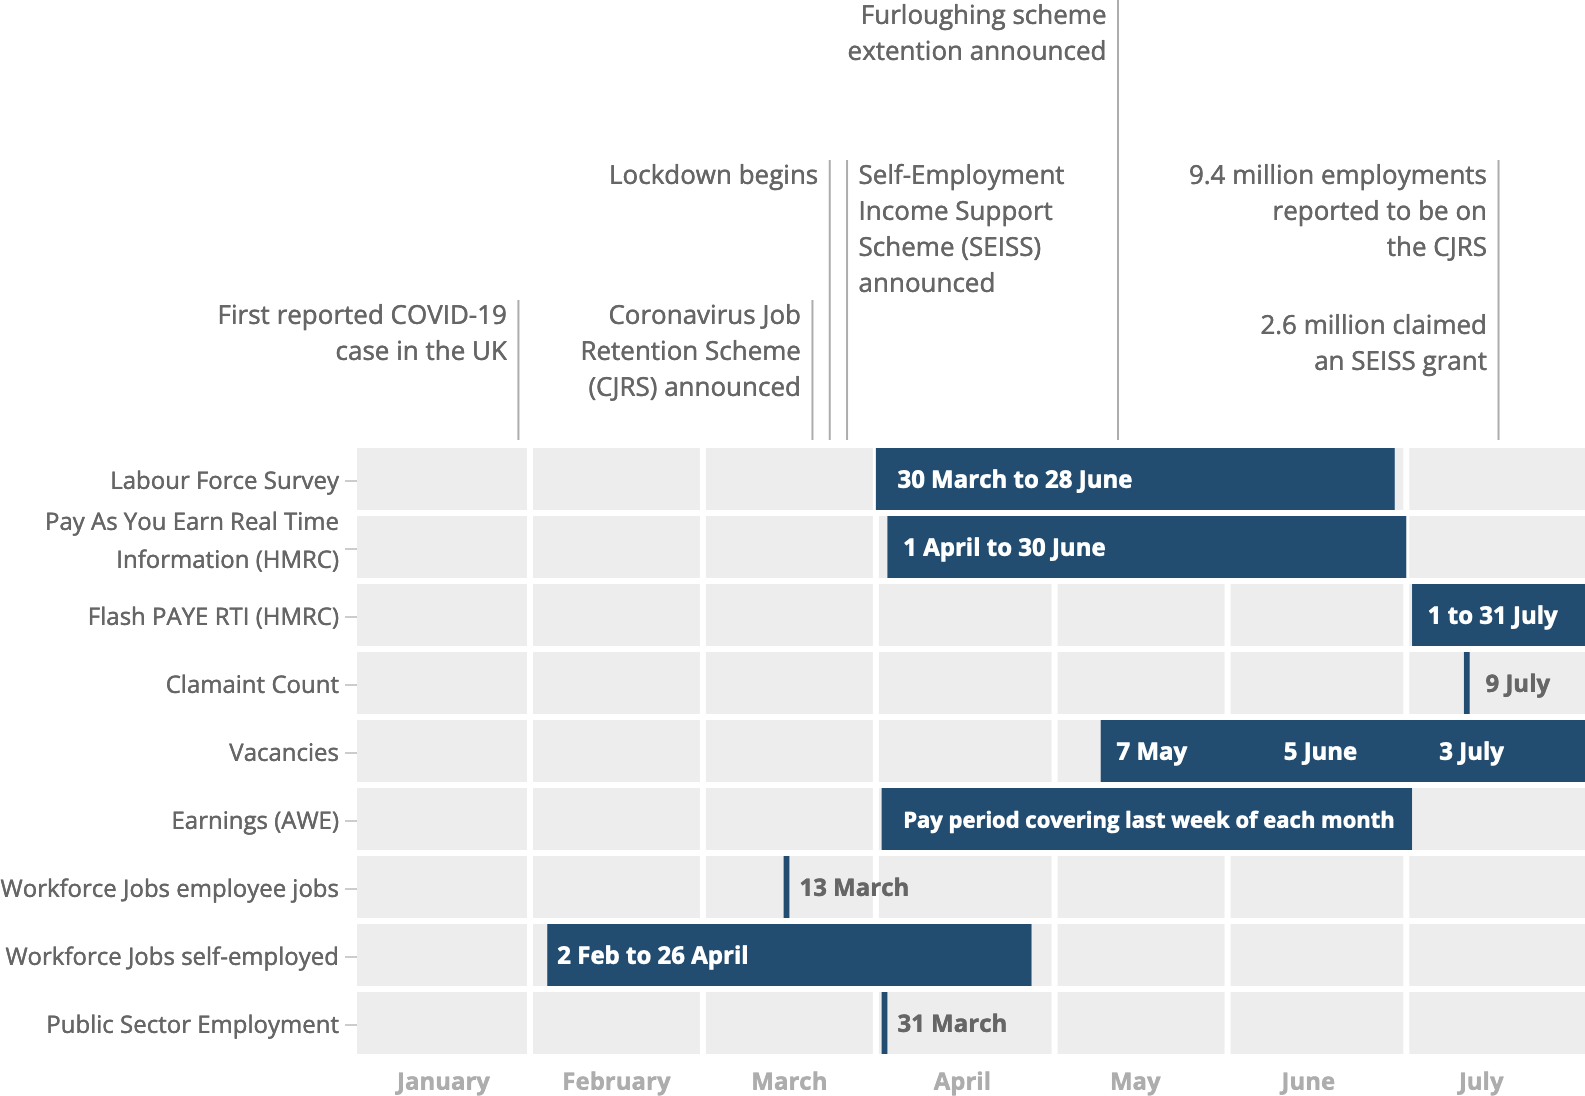 Furloughing scheme
extention announced
Lockdown begins
Self-Employment
Income Support
Scheme (SEISS)
announced
9.4 million employments
reported to be on
the CJRS
2.6 million claimed
an SEISS grant
First reported COVID-19
case in the UK
Coronavirus Job
Retention Scheme
(CJRS) announced
Labour Force Survey
30 March to 28 June
Pay As You Earn Real Time
Information (HMRC)
1 April to 30 June
Flash PAYE RTI (HMRC)
1 to 31 July
Clamaint Count
9 July
Vacancies
7 May
5 June
3 July
Earnings (AWE)
Pay period covering last week of each month
Workforce Jobs employee jobs
13 March
Workforce Jobs self-employed
2 Feb to 26 April
Public Sector Employment
31 March
January
February
March
April
May
June
July